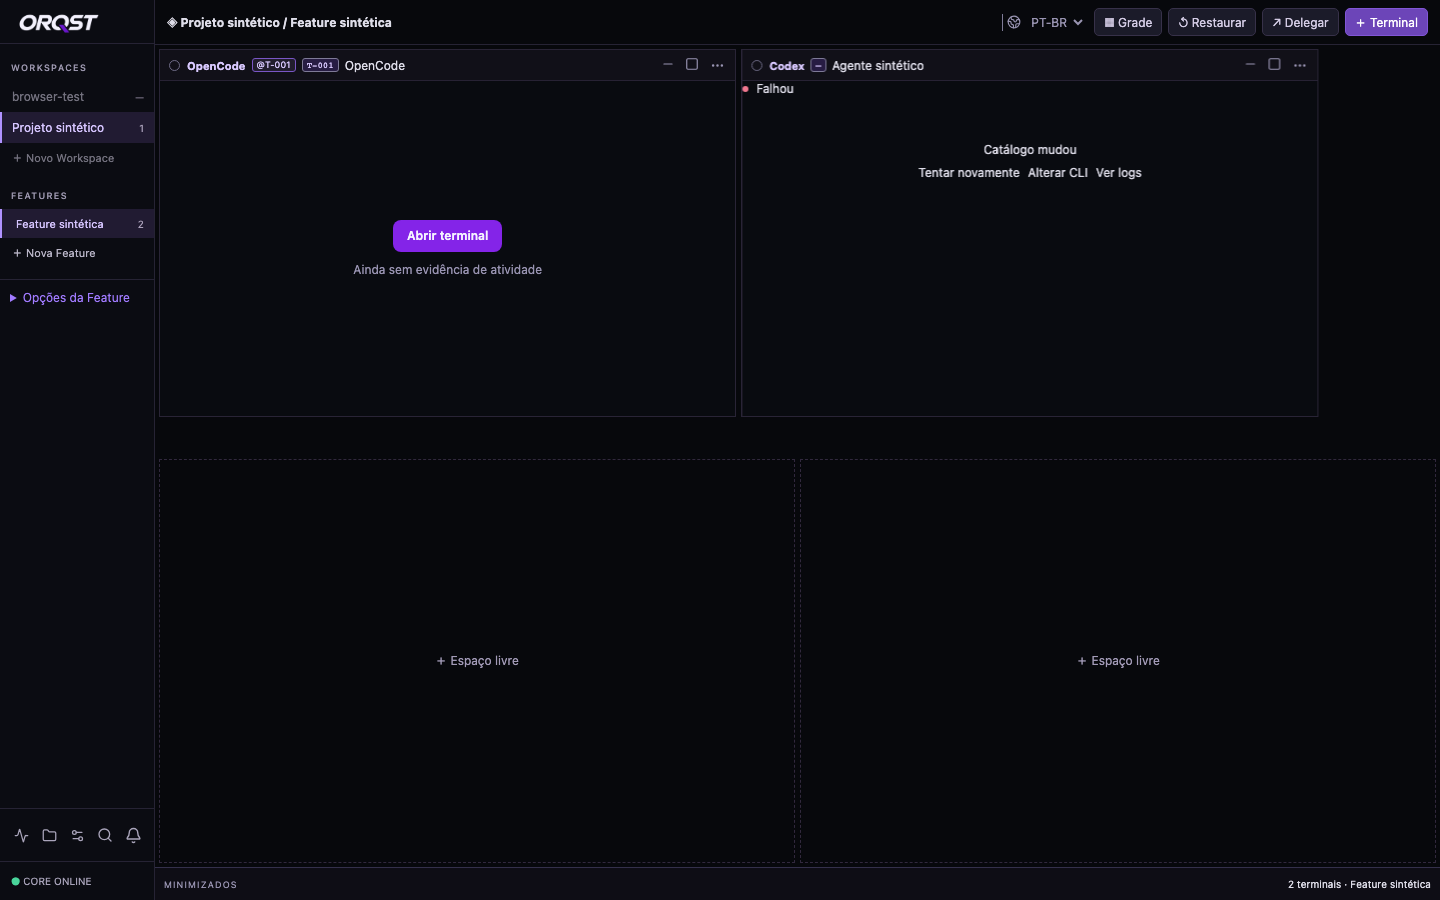 ORQST
WORKSPACES
browser-test —
Projeto sintético 1
+ Novo Workspace
FEATURES
Feature sintética 2
+ Nova Feature
▶ Opções da Feature
CORE ONLINE
◈ Projeto sintético / Feature sintética
PT-BR
▦ Grade
↺ Restaurar
↗ Delegar
+ Terminal
OpenCode @T-001 T-001 OpenCode
Abrir terminal
Ainda sem evidência de atividade
Codex — Agente sintético
Falhou
Catálogo mudou
Tentar novamente Alterar CLI Ver logs
+ Espaço livre
+ Espaço livre
MINIMIZADOS
2 terminais · Feature sintética